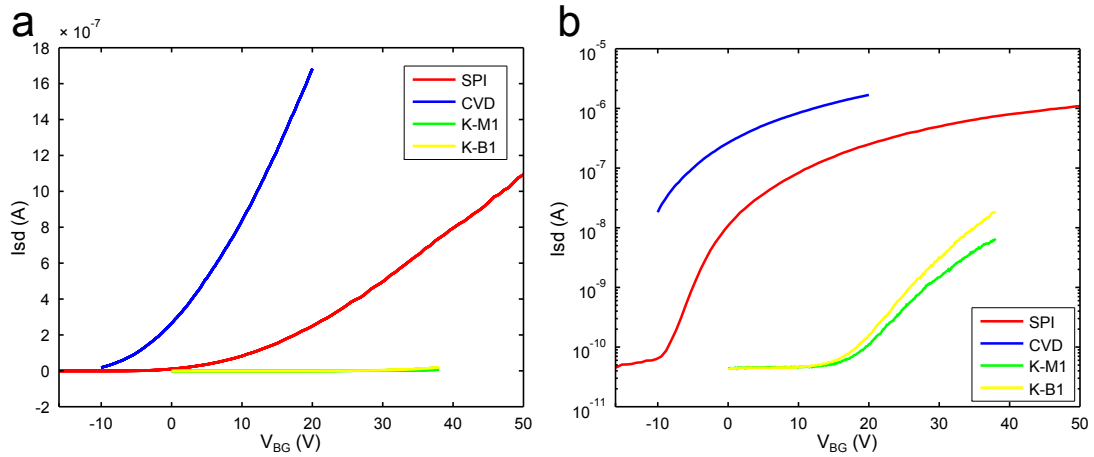 a
× 10⁻⁷
18
16
14
12
10
8
6
4
2
0
-2
Isd (A)
-10 0 10 20 30 40 50
V_BG (V)
SPI
CVD
K-M1
K-B1
b
10⁻⁵
10⁻⁶
10⁻⁷
10⁻⁸
10⁻⁹
10⁻¹⁰
10⁻¹¹
Isd (A)
-10 0 10 20 30 40 50
V_BG (V)
SPI
CVD
K-M1
K-B1